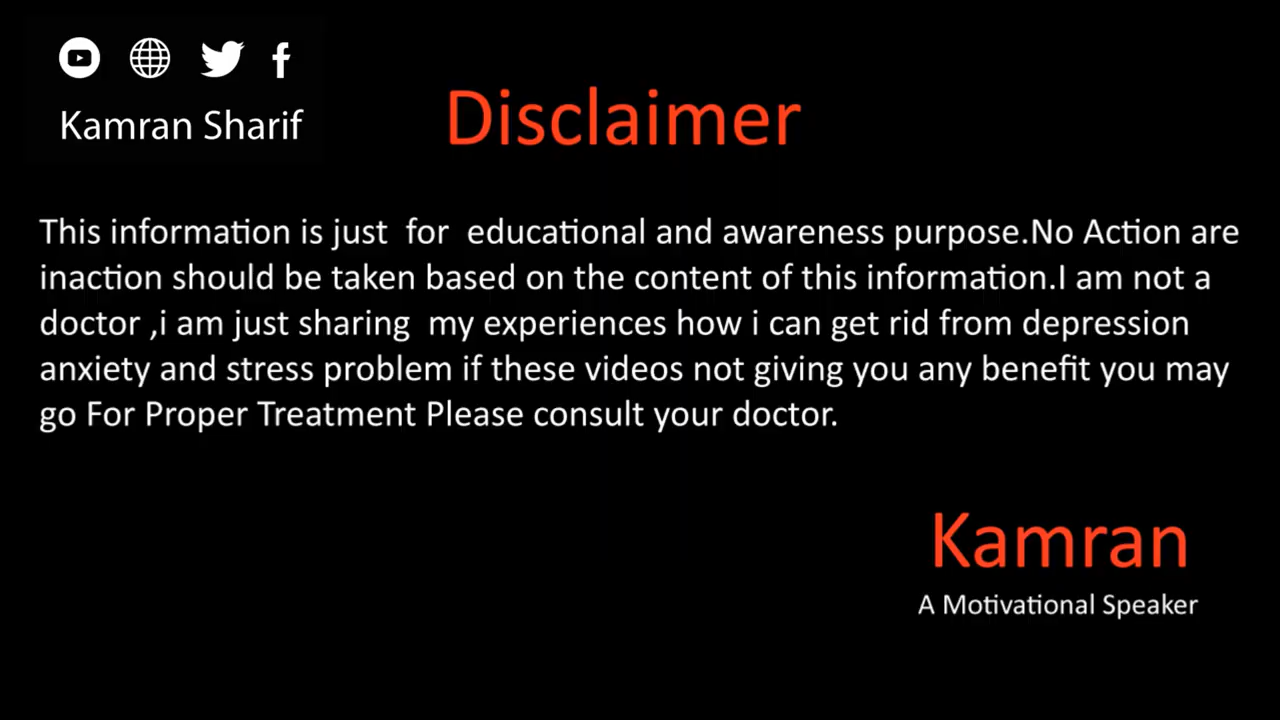 Kamran Sharif
Disclaimer
This information is just  for  educational and awareness purpose.No Action are
inaction should be taken based on the content of this information.I am not a
doctor ,i am just sharing  my experiences how i can get rid from depression
anxiety and stress problem if these videos not giving you any benefit you may
go For Proper Treatment Please consult your doctor.
Kamran
A Motivational Speaker